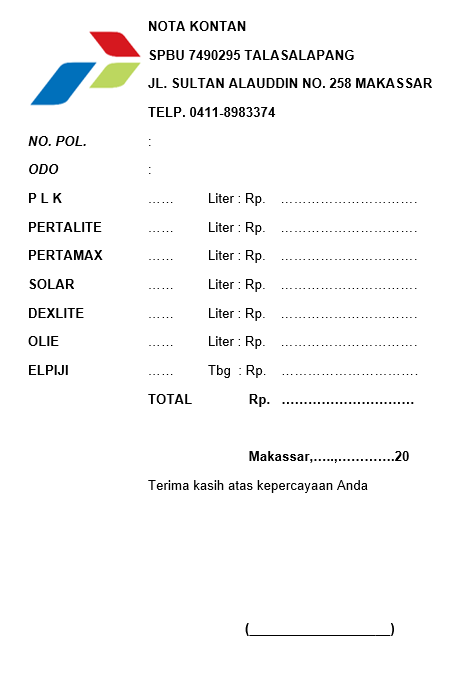 NOTA KONTAN
SPBU 7490295 TALASALAPANG
JL. SULTAN ALAUDDIN NO. 258 MAKASSAR
TELP. 0411-8983374
NO. POL. :
ODO :
P L K ...... Liter : Rp. ................................
PERTALITE ...... Liter : Rp. ................................
PERTAMAX ...... Liter : Rp. ................................
SOLAR ...... Liter : Rp. ................................
DEXLITE ...... Liter : Rp. ................................
OLIE ...... Liter : Rp. ................................
ELPIJI ...... Tbg : Rp. ................................
TOTAL Rp. ..............................
Makassar,.....,.............20
Terima kasih atas kepercayaan Anda
(____________________)